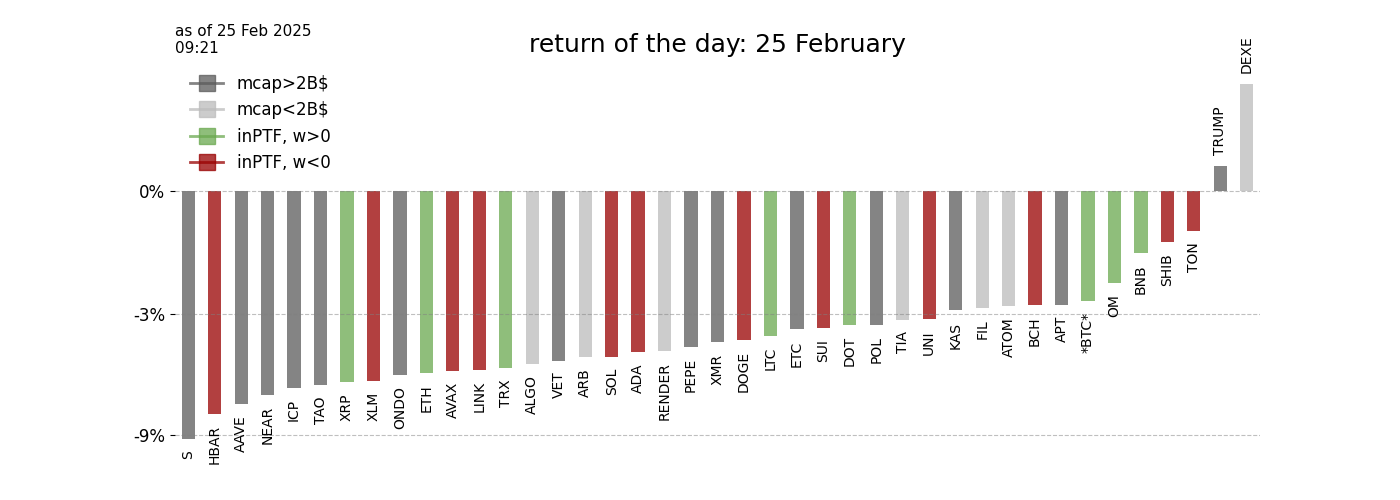 as of 25 Feb 2025
09:21
return of the day: 25 February
mcap>2B$
mcap<2B$
inPTF, w>0
inPTF, w<0
0%
-3%
-9%
S
HBAR
AAVE
NEAR
ICP
TAO
XRP
XLM
ONDO
ETH
AVAX
LINK
TRX
ALGO
VET
ARB
SOL
ADA
RENDER
PEPE
XMR
DOGE
LTC
ETC
SUI
DOT
POL
TIA
UNI
KAS
FIL
ATOM
BCH
APT
*BTC*
OM
BNB
SHIB
TON
TRUMP
DEXE